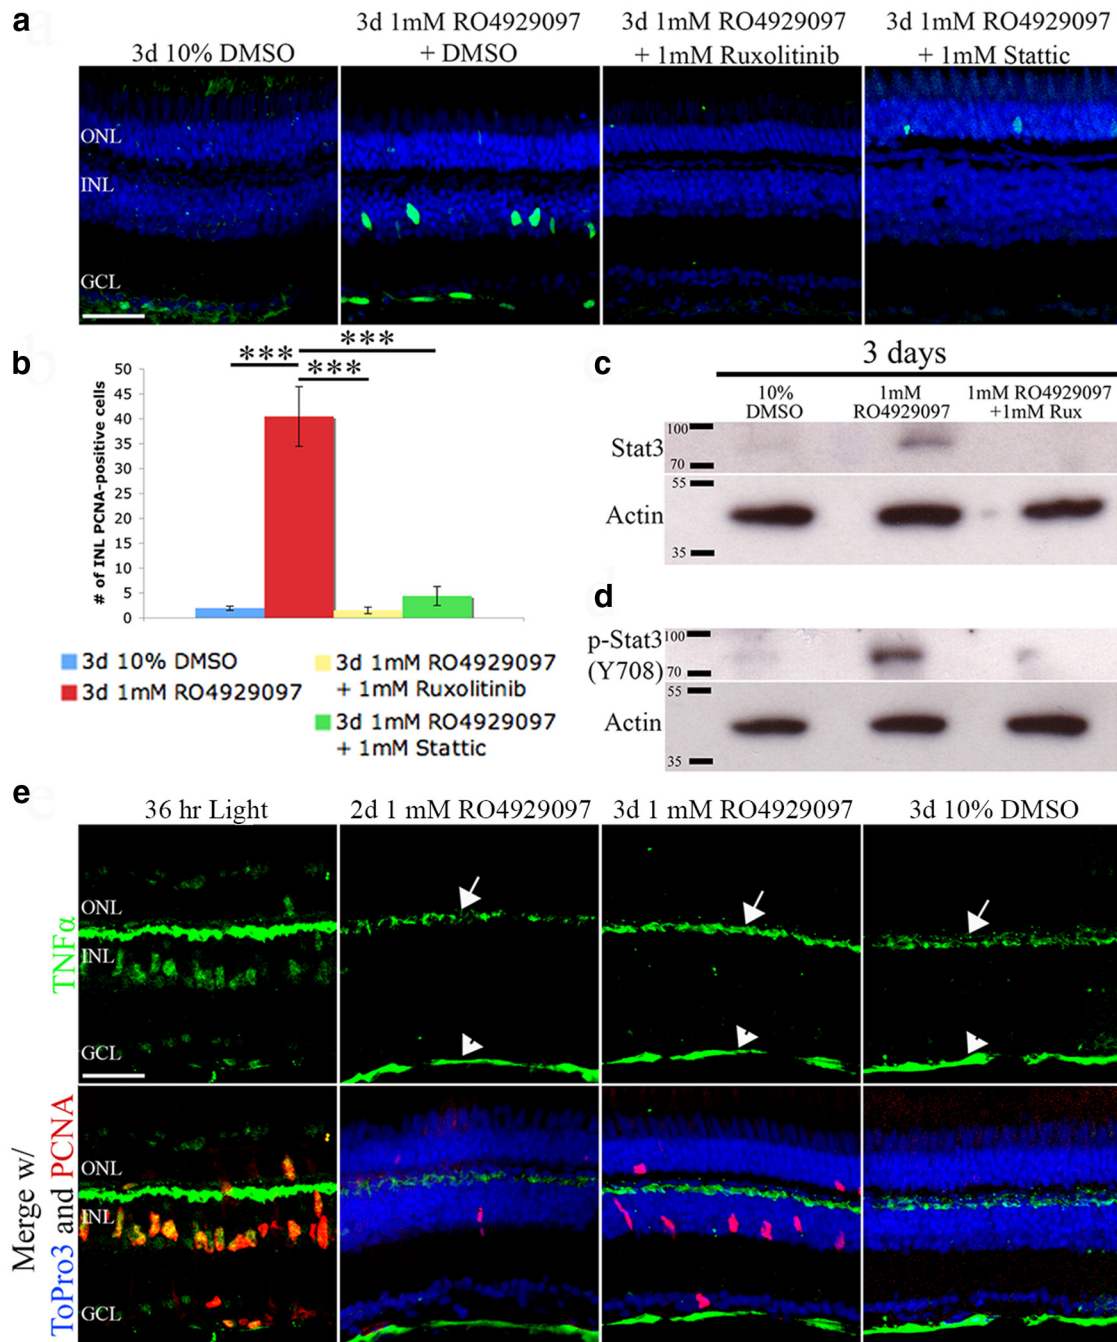 a
3d 10% DMSO
3d 1mM RO4929097
+ DMSO
3d 1mM RO4929097
+ 1mM Ruxolitinib
3d 1mM RO4929097
+ 1mM Stattic
ONL
INL
GCL
b
***
***
***
# of INL PCNA-positive cells
50
45
40
35
30
25
20
15
10
5
0
3d 10% DMSO
3d 1mM RO4929097
3d 1mM RO4929097
+ 1mM Ruxolitinib
3d 1mM RO4929097
+ 1mM Stattic
c
3 days
10%
DMSO
1mM
RO4929097
1mM RO4929097
+1mM Rux
Stat3
100
70
Actin
55
35
d
p-Stat3
(Y708)
100
70
Actin
55
35
e
36 hr Light
2d 1 mM RO4929097
3d 1 mM RO4929097
3d 10% DMSO
TNFα
ONL
INL
GCL
Merge w/
ToPro3 and PCNA
ONL
INL
GCL